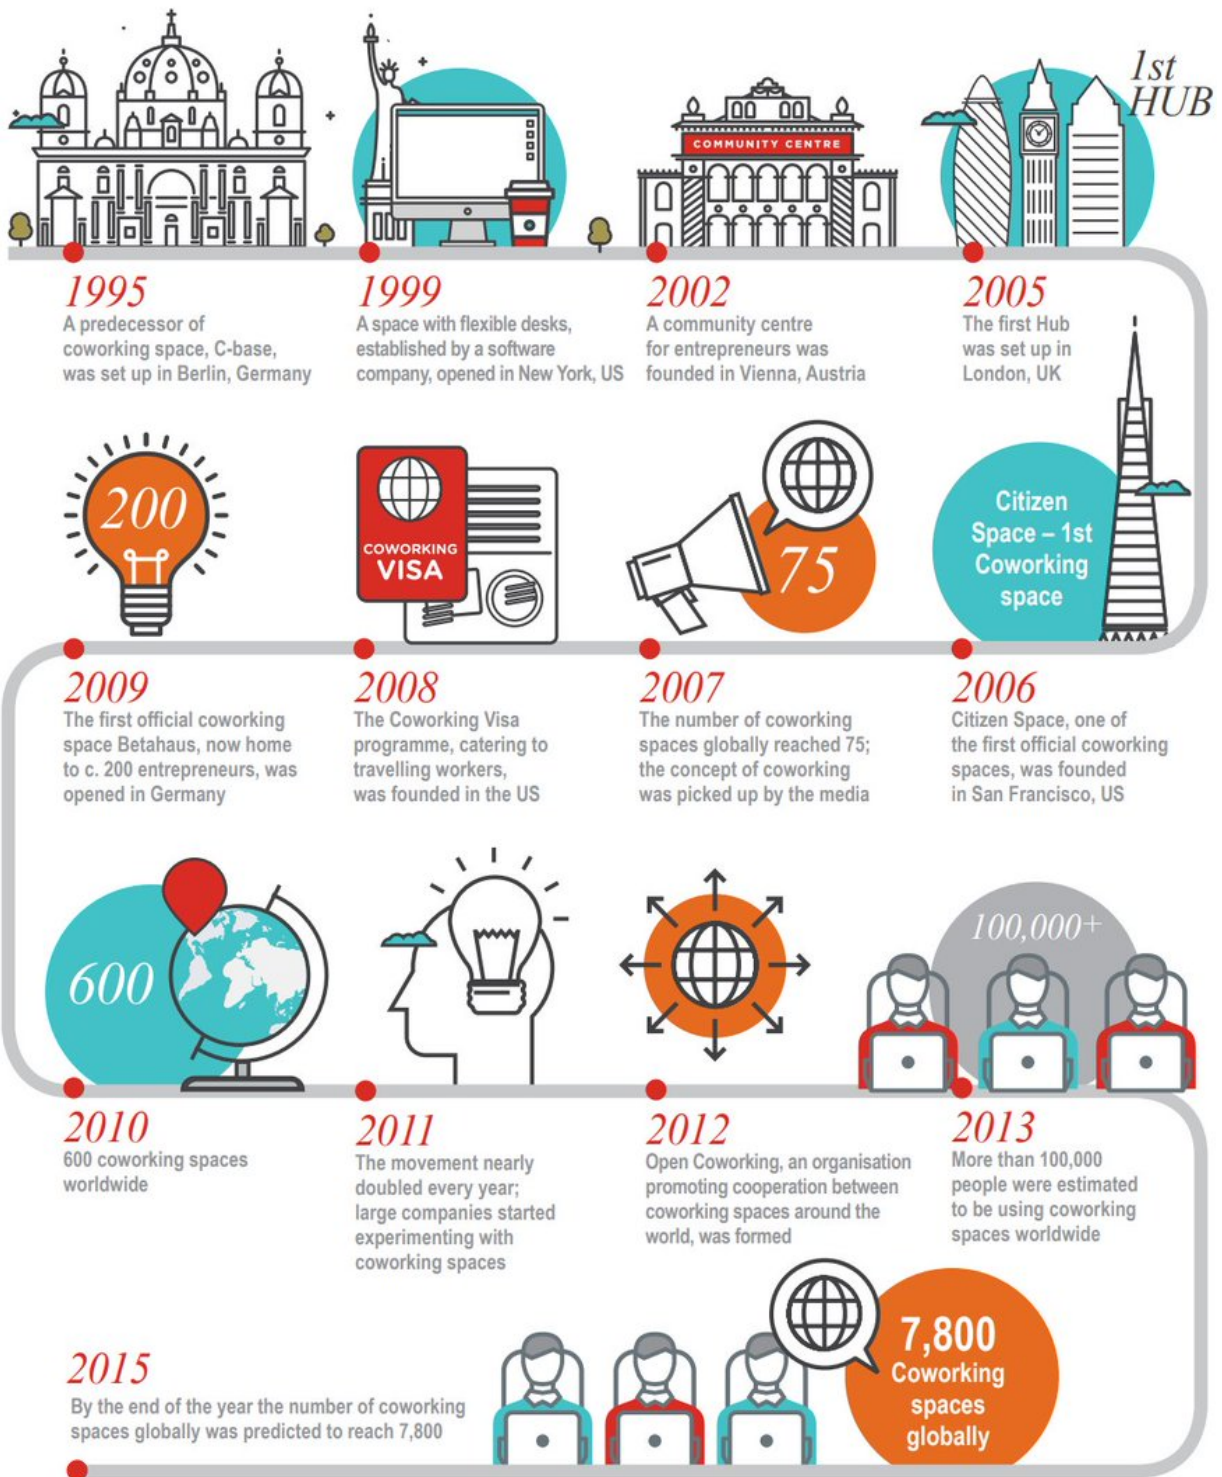 1st
HUB
COMMUNITY CENTRE
1995
A predecessor of
coworking space, C-base,
was set up in Berlin, Germany
1999
A space with flexible desks,
established by a software
company, opened in New York, US
2002
A community centre
for entrepreneurs was
founded in Vienna, Austria
2005
The first Hub
was set up in
London, UK
Citizen
Space – 1st
Coworking
space
2006
Citizen Space, one of
the first official coworking
spaces, was founded
in San Francisco, US
75
2007
The number of coworking
spaces globally reached 75;
the concept of coworking
was picked up by the media
COWORKING
VISA
2008
The Coworking Visa
programme, catering to
travelling workers,
was founded in the US
200
2009
The first official coworking
space Betahaus, now home
to c. 200 entrepreneurs, was
opened in Germany
600
2010
600 coworking spaces
worldwide
2011
The movement nearly
doubled every year;
large companies started
experimenting with
coworking spaces
2012
Open Coworking, an organisation
promoting cooperation between
coworking spaces around the
world, was formed
100,000+
2013
More than 100,000
people were estimated
to be using coworking
spaces worldwide
2015
By the end of the year the number of coworking
spaces globally was predicted to reach 7,800
7,800
Coworking
spaces
globally